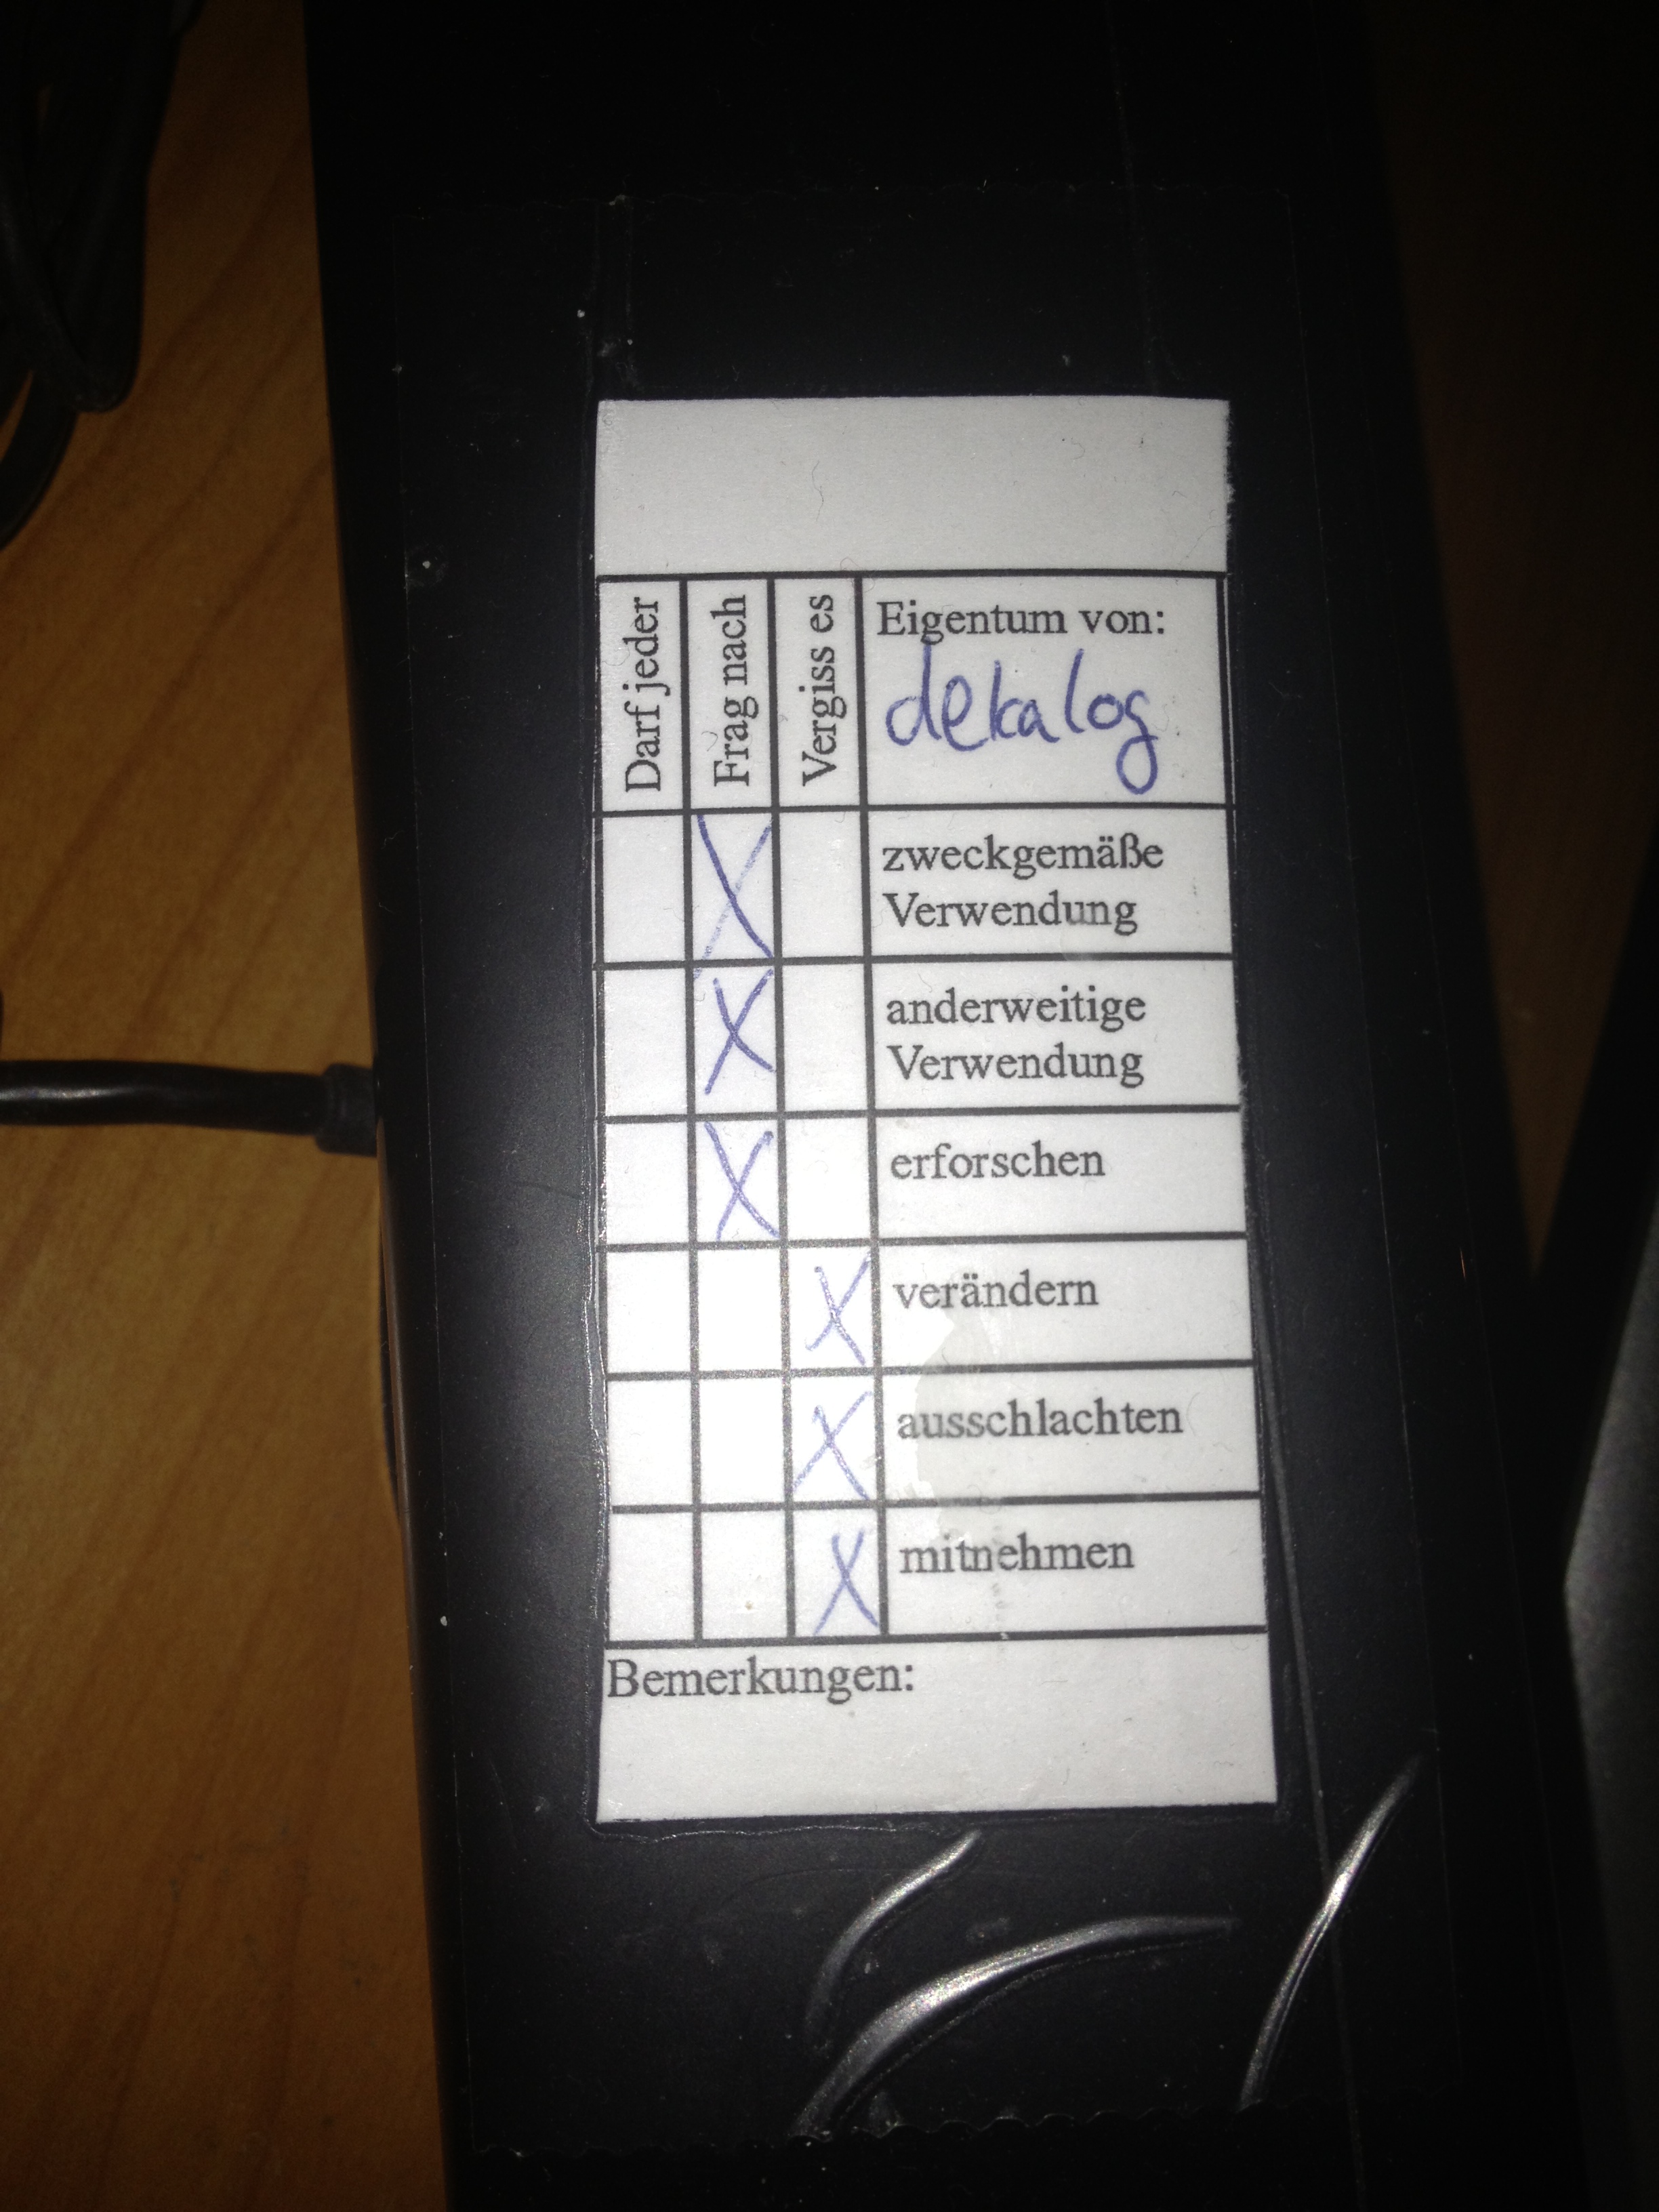 Darf jeder
Frag nach
Vergiss es
Eigentum von:
dekalog
X
zweckgemäße
Verwendung
X
anderweitige
Verwendung
X
erforschen
X
verändern
X
ausschlachten
X
mitnehmen
Bemerkungen: